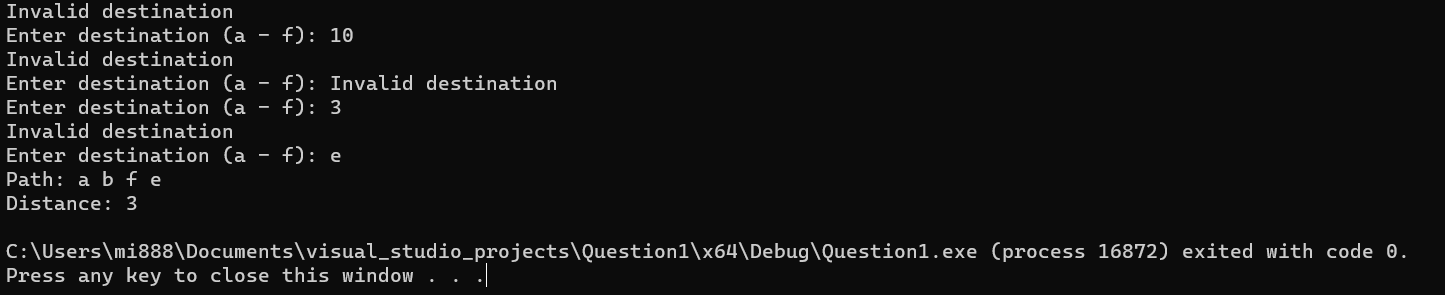 Invalid destination
Enter destination (a - f): 10
Invalid destination
Enter destination (a - f): Invalid destination
Enter destination (a - f): 3
Invalid destination
Enter destination (a - f): e
Path: a b f e
Distance: 3
C:\Users\mi888\Documents\visual_studio_projects\Question1\x64\Debug\Question1.exe (process 16872) exited with code 0.
Press any key to close this window . . .